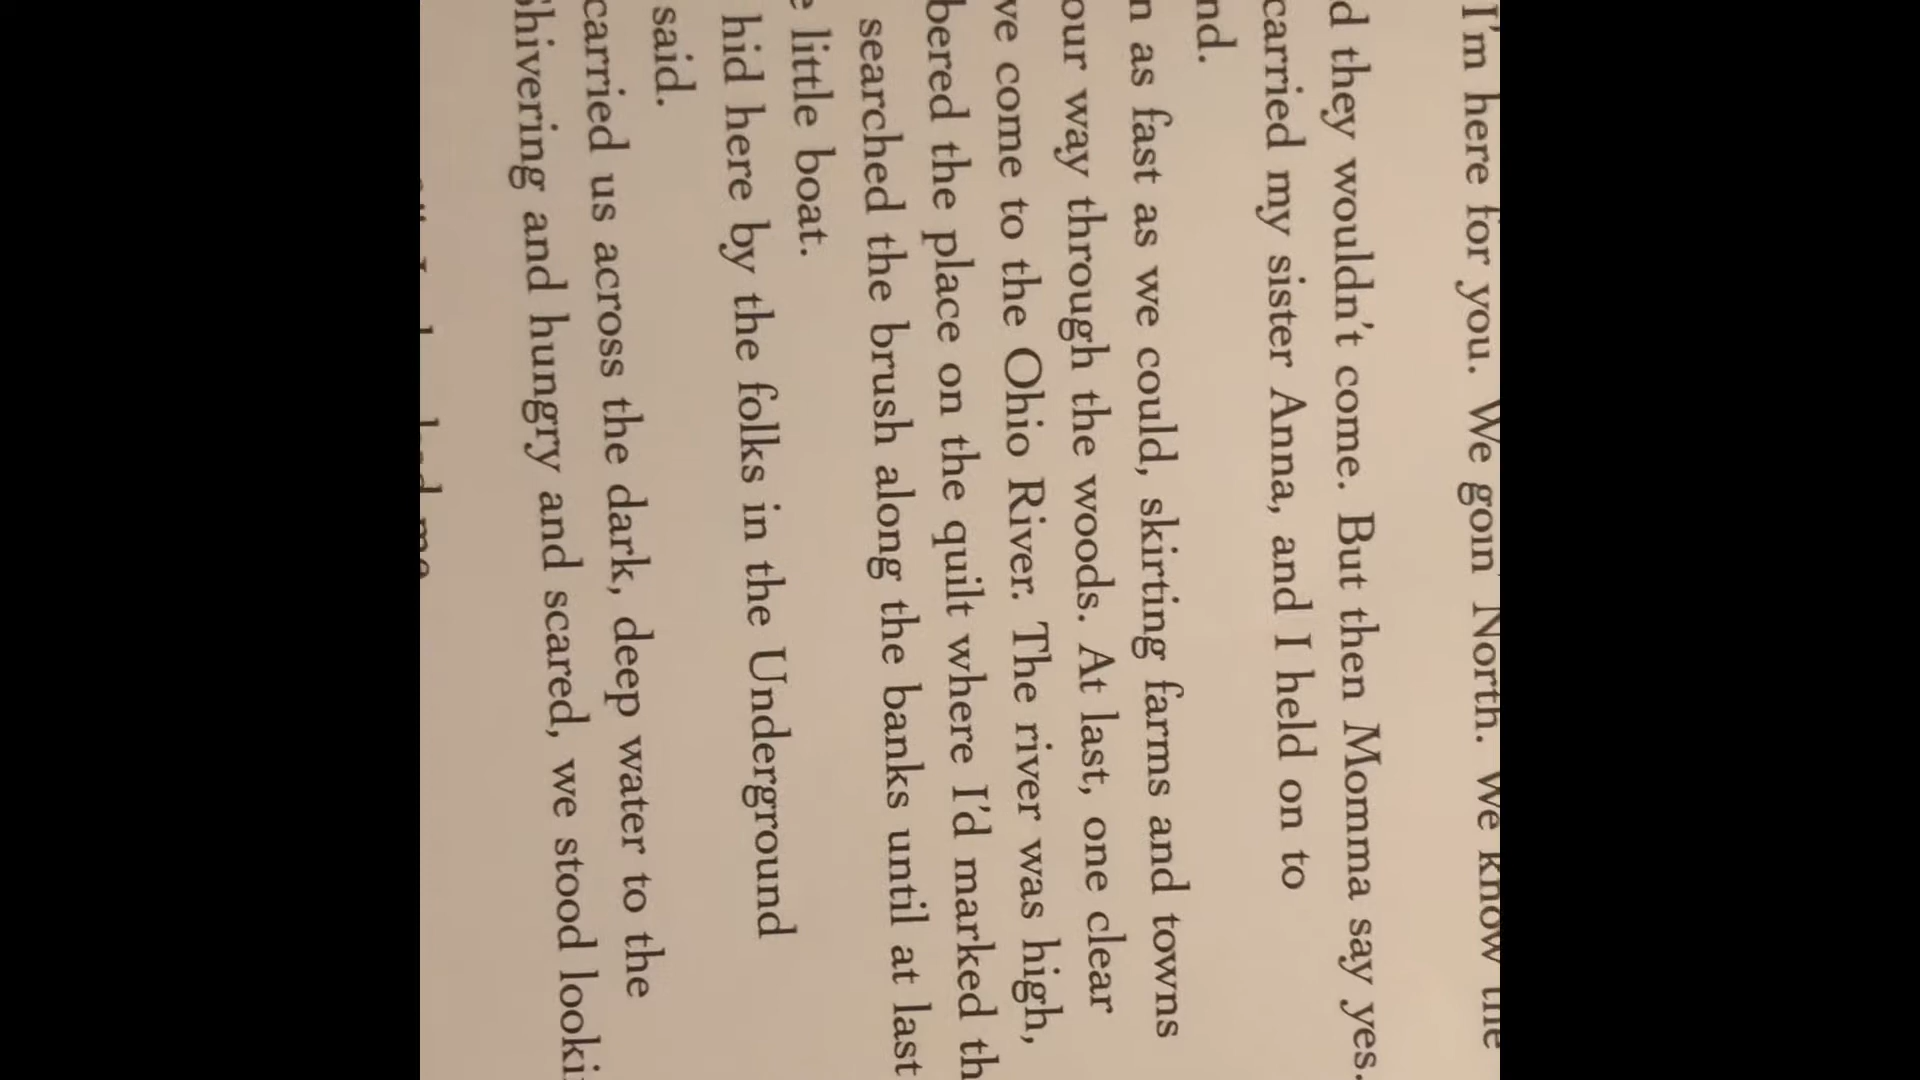 I'm here for you. We goin' North. We know the
d they wouldn't come. But then Momma say yes.
carried my sister Anna, and I held on to
nd.
n as fast as we could, skirting farms and towns
our way through the woods. At last, one clear
ve come to the Ohio River. The river was high,
bered the place on the quilt where I'd marked th
searched the brush along the banks until at last
e little boat.
hid here by the folks in the Underground
said.
carried us across the dark, deep water to the
Shivering and hungry and scared, we stood looki